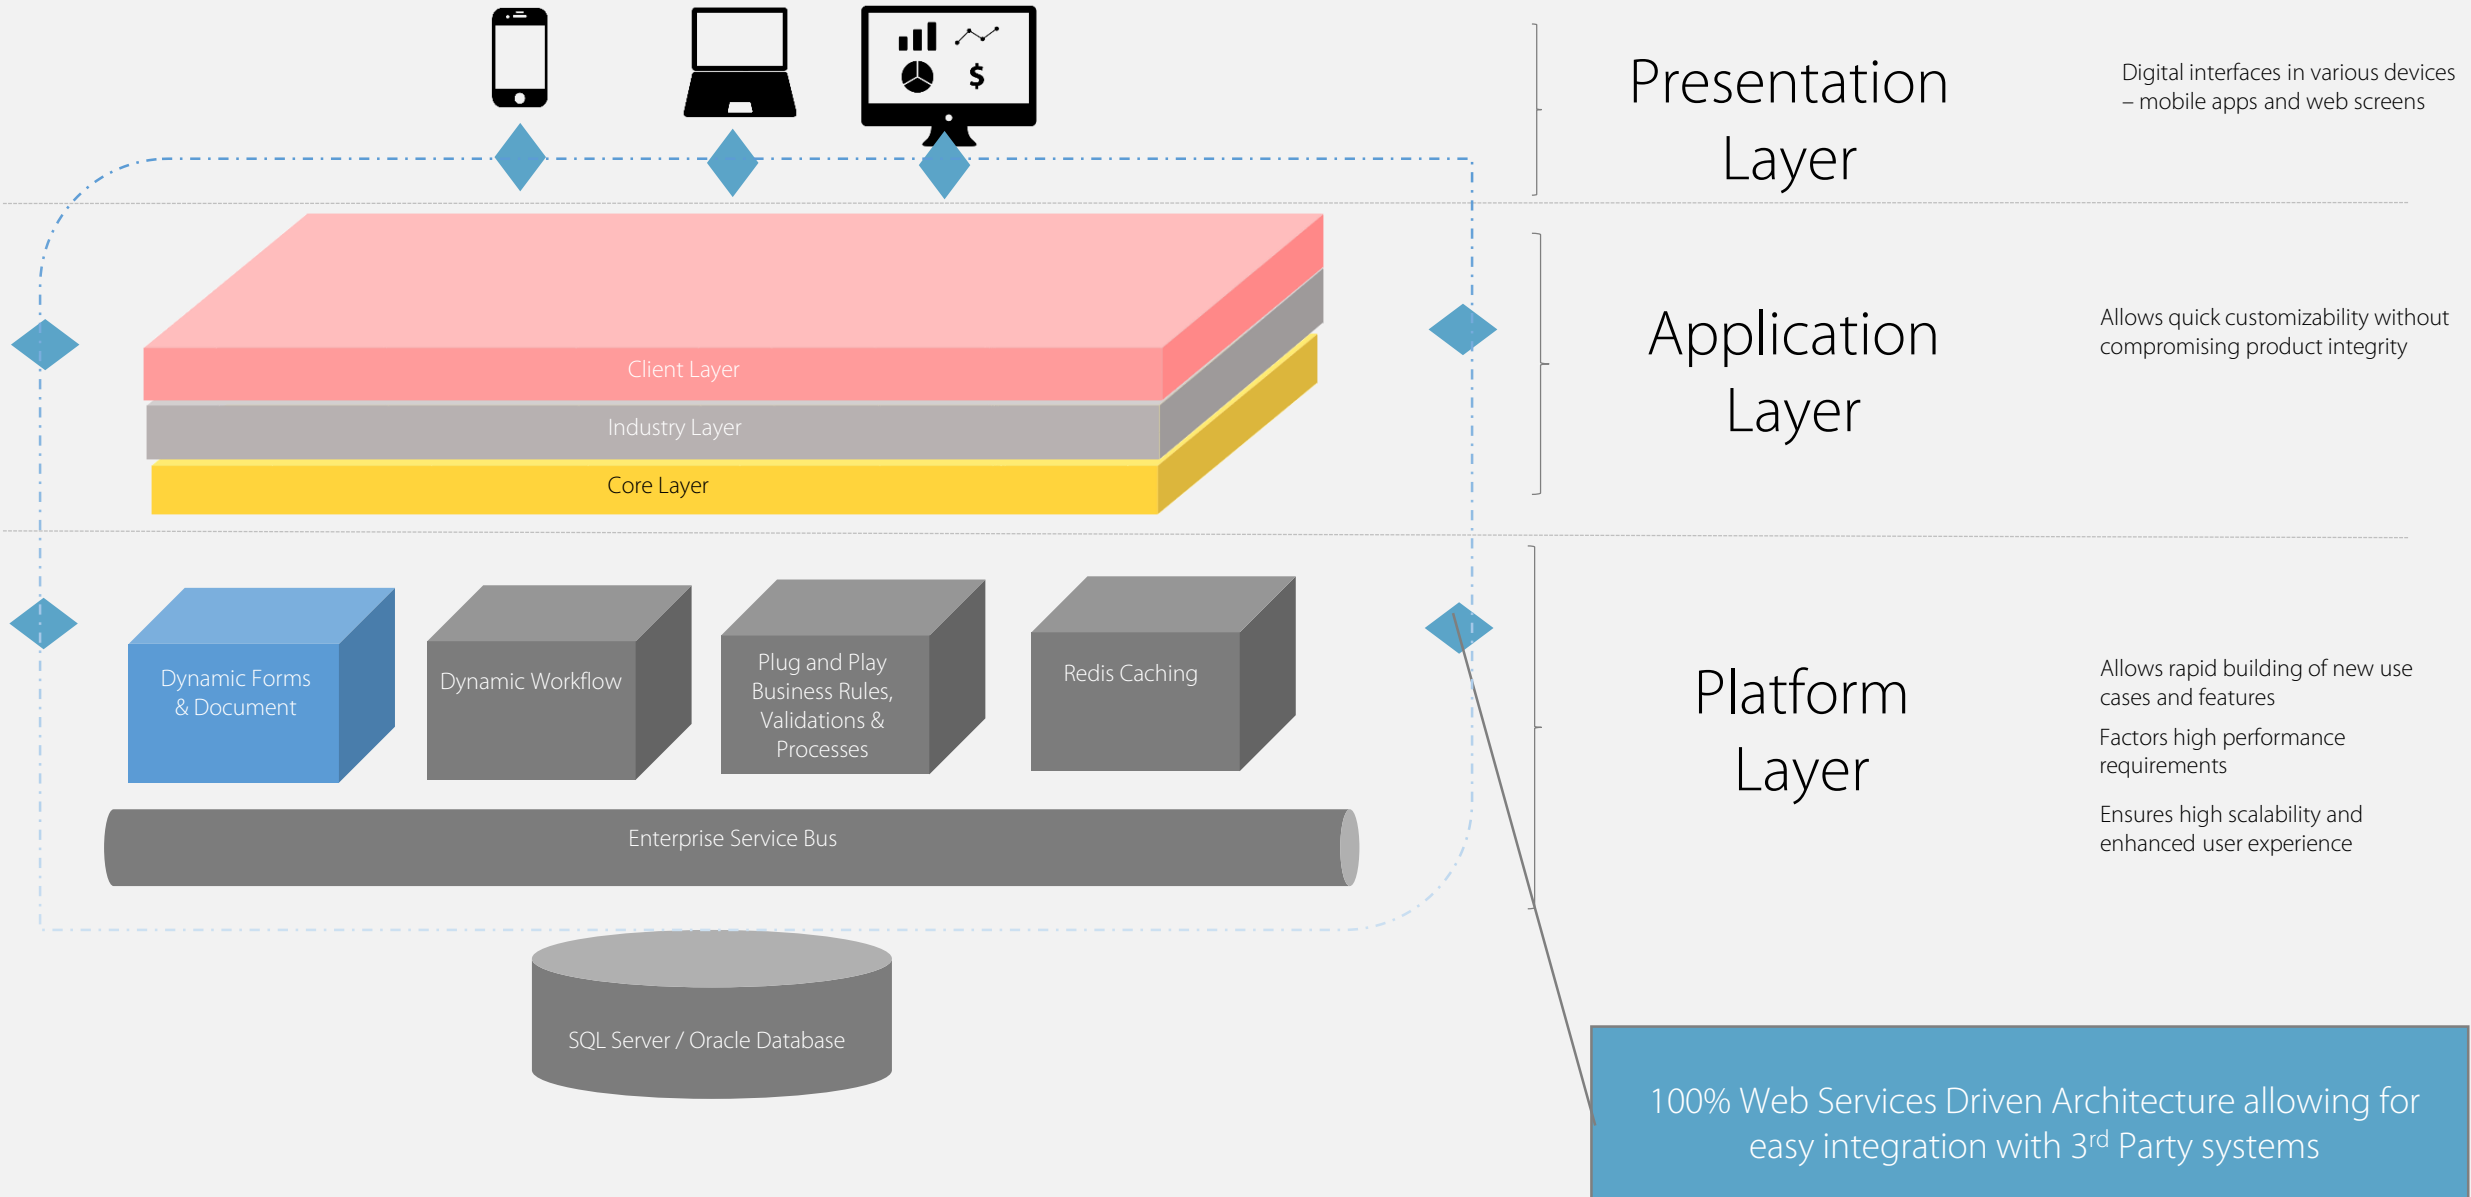 $
Presentation
Layer
Digital interfaces in various devices
– mobile apps and web screens
Client Layer
Industry Layer
Core Layer
Application
Layer
Allows quick customizability without
compromising product integrity
Dynamic Forms
& Document
Dynamic Workflow
Plug and Play
Business Rules,
Validations &
Processes
Redis Caching
Enterprise Service Bus
Platform
Layer
Allows rapid building of new use
cases and features
Factors high performance
requirements
Ensures high scalability and
enhanced user experience
SQL Server / Oracle Database
100% Web Services Driven Architecture allowing for
easy integration with 3rd Party systems